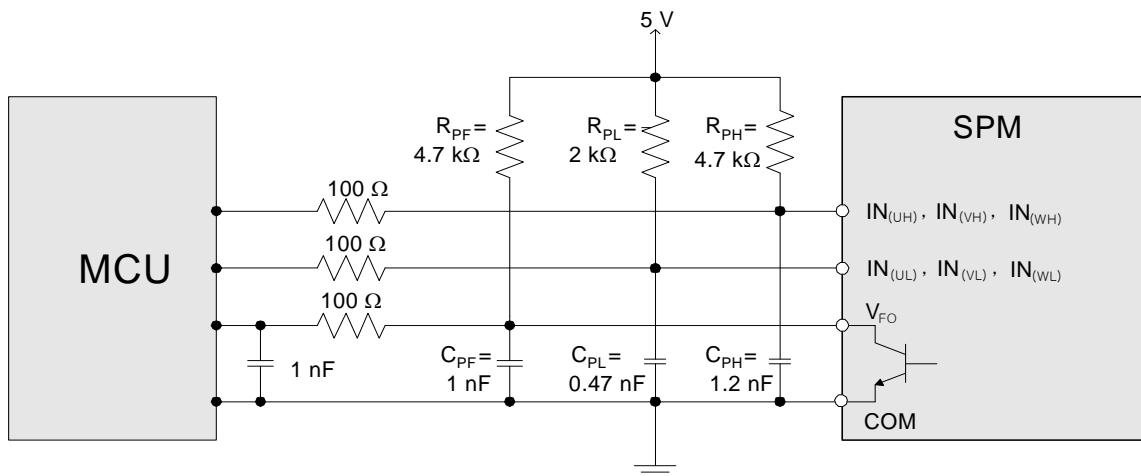 5 V
R_PF=
4.7 kΩ
R_PL=
2 kΩ
R_PH=
4.7 kΩ
SPM
100 Ω
IN(UH), IN(VH), IN(WH)
100 Ω
MCU
IN(UL), IN(VL), IN(WL)
100 Ω
V_FO
1 nF
C_PF=
1 nF
C_PL=
0.47 nF
C_PH=
1.2 nF
COM